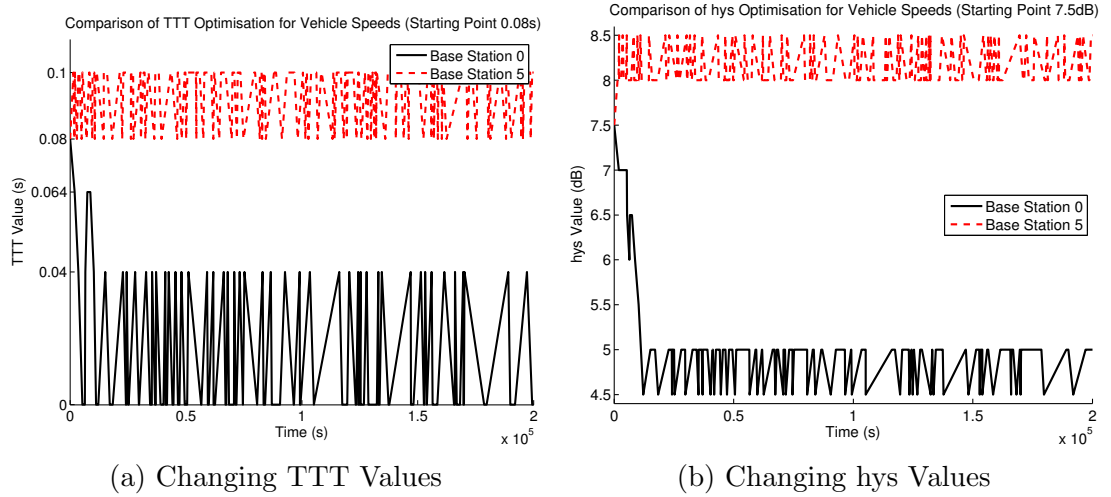 Comparison of TTT Optimisation for Vehicle Speeds (Starting Point 0.08s)
Base Station 0
Base Station 5
0.1
0.08
0.064
0.04
0
TTT Value (s)
0
0.5
1
1.5
2
Time (s)
x 10^5
(a) Changing TTT Values
Comparison of hys Optimisation for Vehicle Speeds (Starting Point 7.5dB)
8.5
8
7.5
7
6.5
6
5.5
5
4.5
hys Value (dB)
Base Station 0
Base Station 5
0
0.5
1
1.5
2
Time (s)
x 10^5
(b) Changing hys Values